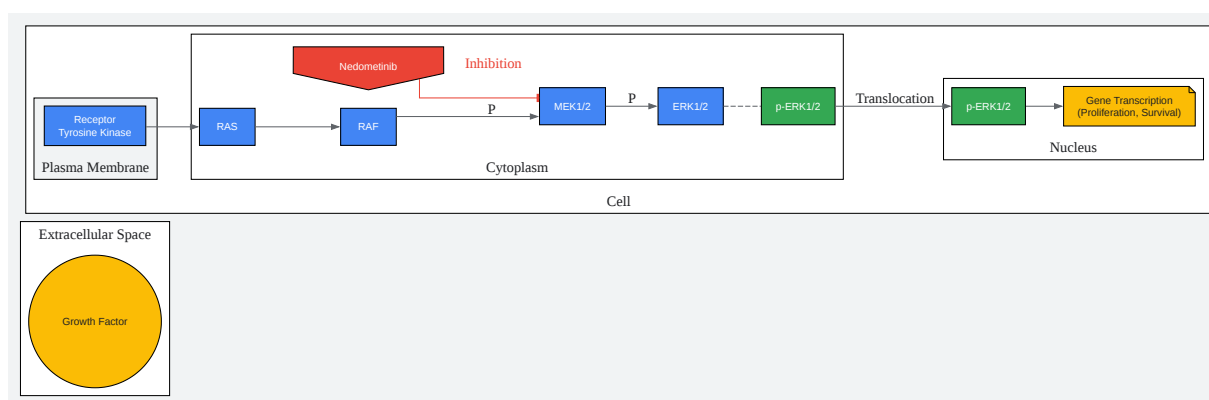 Nedometinib
Inhibition
Receptor
Tyrosine Kinase
Plasma Membrane
RAS
RAF
P
MEK1/2
P
ERK1/2
p-ERK1/2
Cytoplasm
Translocation
p-ERK1/2
Gene Transcription
(Proliferation, Survival)
Nucleus
Cell
Extracellular Space
Growth Factor